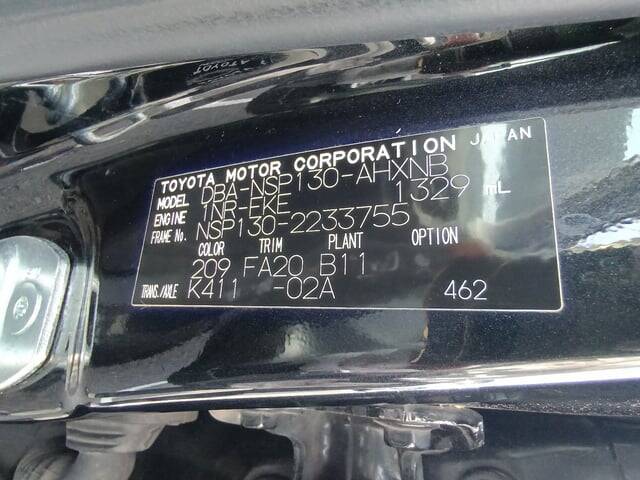 TOYOTA MOTOR CORPORATION JAPAN
MODEL DBA-NSP130-AHXNB
ENGINE 1NR-FKE 1329 mL
FRAME No. NSP130-2233755
COLOR TRIM PLANT OPTION
209 FA20 B11
TRANS./AXLE K411 -02A 462